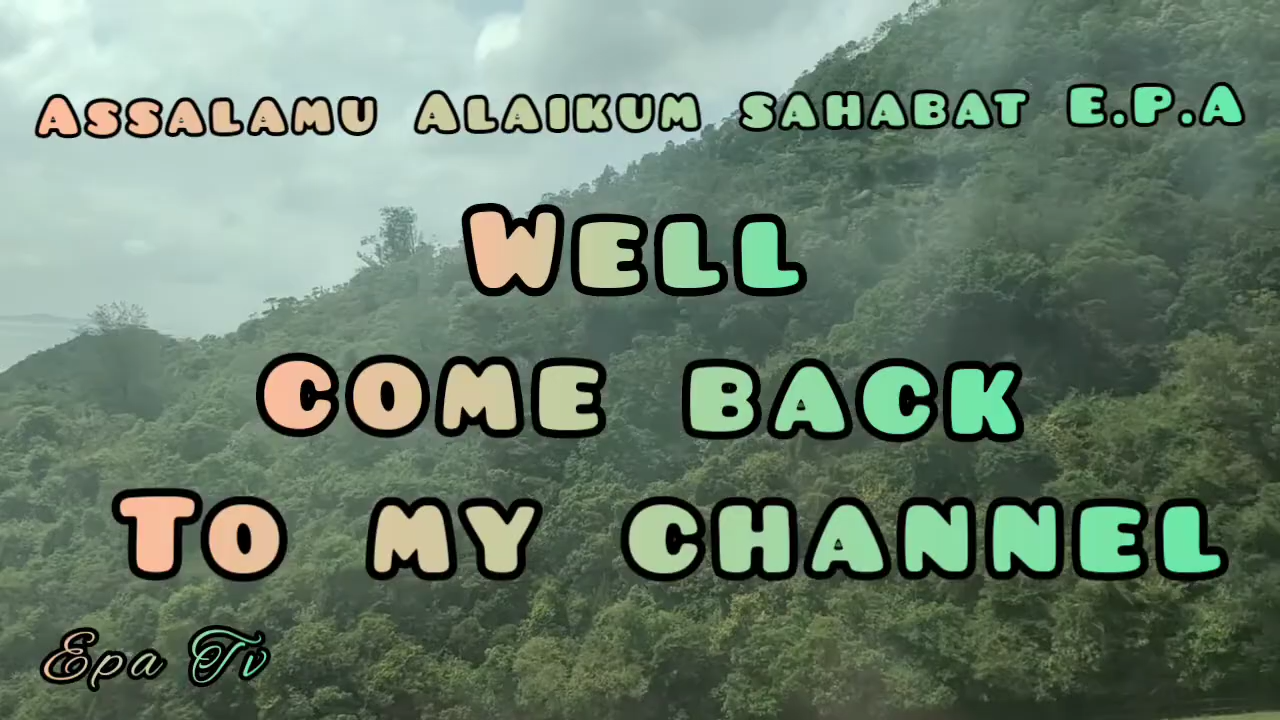 Assalamu Alaikum sahabat E.P.A
Well
come back
To my channel
Epa Tv